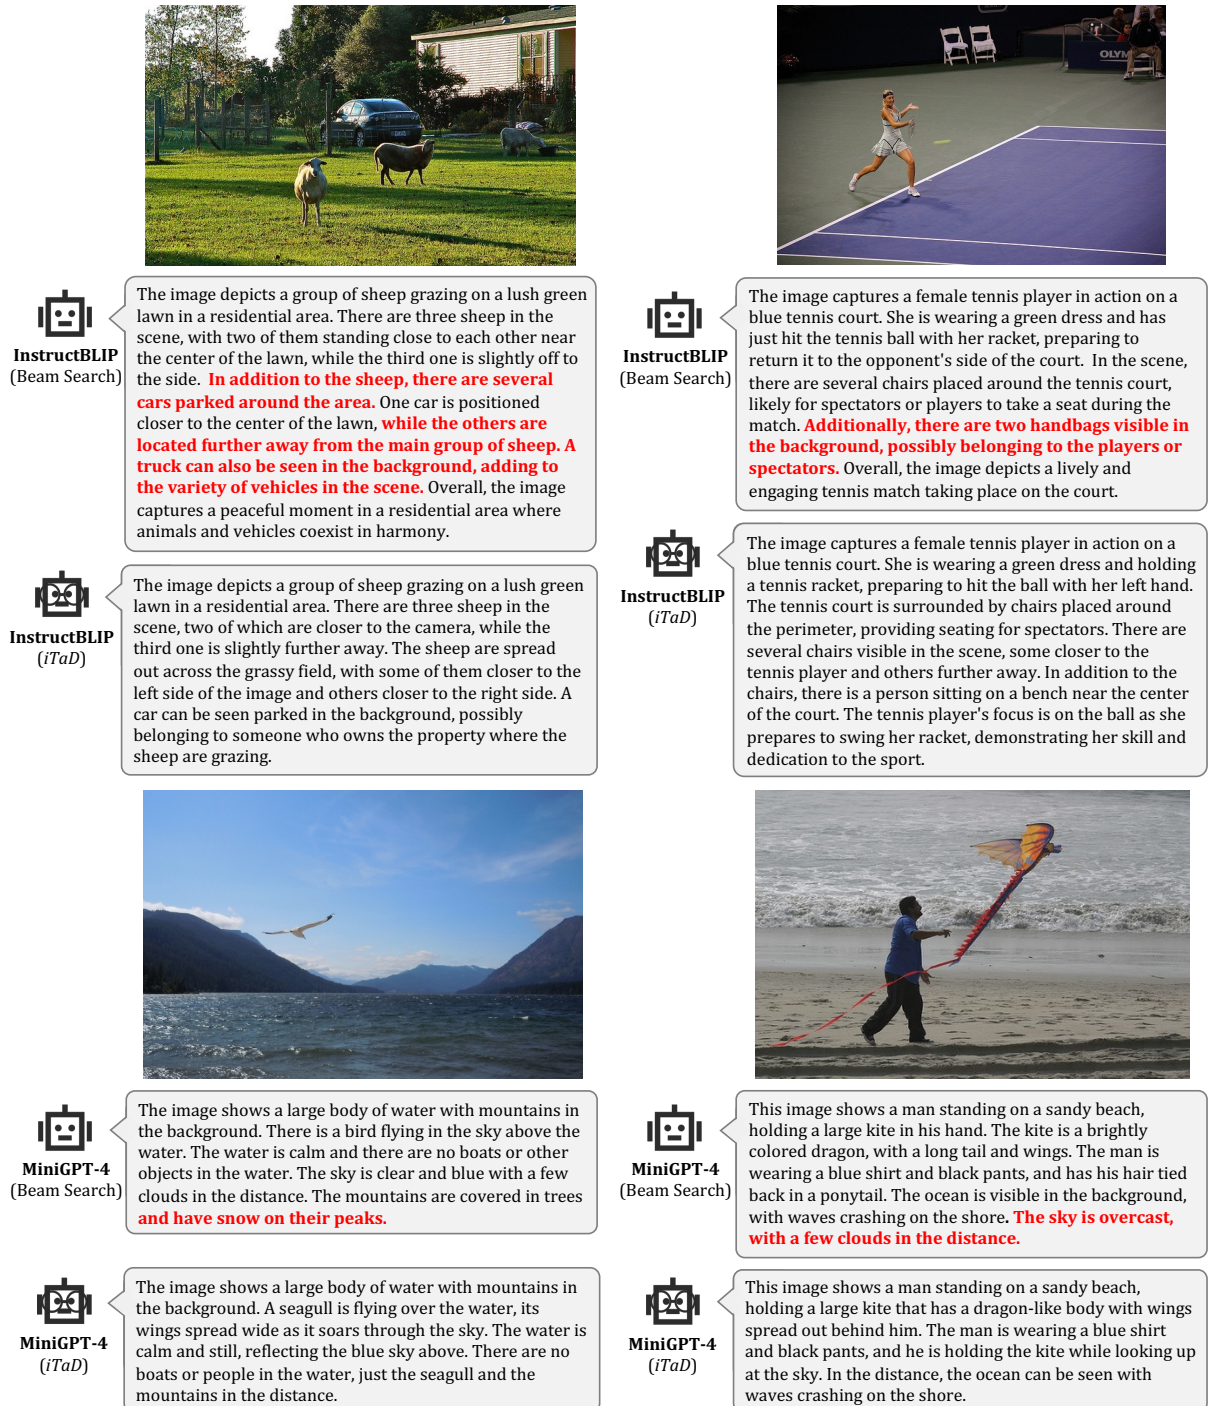 OLYM
InstructBLIP
(Beam Search)
The image depicts a group of sheep grazing on a lush green
lawn in a residential area. There are three sheep in the
scene, with two of them standing close to each other near
the center of the lawn, while the third one is slightly off to
the side. In addition to the sheep, there are several
cars parked around the area. One car is positioned
closer to the center of the lawn, while the others are
located further away from the main group of sheep. A
truck can also be seen in the background, adding to
the variety of vehicles in the scene. Overall, the image
captures a peaceful moment in a residential area where
animals and vehicles coexist in harmony.
InstructBLIP
(Beam Search)
The image captures a female tennis player in action on a
blue tennis court. She is wearing a green dress and has
just hit the tennis ball with her racket, preparing to
return it to the opponent's side of the court. In the scene,
there are several chairs placed around the tennis court,
likely for spectators or players to take a seat during the
match. Additionally, there are two handbags visible in
the background, possibly belonging to the players or
spectators. Overall, the image depicts a lively and
engaging tennis match taking place on the court.
InstructBLIP
(iTaD)
The image depicts a group of sheep grazing on a lush green
lawn in a residential area. There are three sheep in the
scene, two of which are closer to the camera, while the
third one is slightly further away. The sheep are spread
out across the grassy field, with some of them closer to the
left side of the image and others closer to the right side. A
car can be seen parked in the background, possibly
belonging to someone who owns the property where the
sheep are grazing.
InstructBLIP
(iTaD)
The image captures a female tennis player in action on a
blue tennis court. She is wearing a green dress and holding
a tennis racket, preparing to hit the ball with her left hand.
The tennis court is surrounded by chairs placed around
the perimeter, providing seating for spectators. There are
several chairs visible in the scene, some closer to the
tennis player and others further away. In addition to the
chairs, there is a person sitting on a bench near the center
of the court. The tennis player's focus is on the ball as she
prepares to swing her racket, demonstrating her skill and
dedication to the sport.
MiniGPT-4
(Beam Search)
The image shows a large body of water with mountains in
the background. There is a bird flying in the sky above the
water. The water is calm and there are no boats or other
objects in the water. The sky is clear and blue with a few
clouds in the distance. The mountains are covered in trees
and have snow on their peaks.
MiniGPT-4
(Beam Search)
This image shows a man standing on a sandy beach,
holding a large kite in his hand. The kite is a brightly
colored dragon, with a long tail and wings. The man is
wearing a blue shirt and black pants, and has his hair tied
back in a ponytail. The ocean is visible in the background,
with waves crashing on the shore. The sky is overcast,
with a few clouds in the distance.
MiniGPT-4
(iTaD)
The image shows a large body of water with mountains in
the background. A seagull is flying over the water, its
wings spread wide as it soars through the sky. The water is
calm and still, reflecting the blue sky above. There are no
boats or people in the water, just the seagull and the
mountains in the distance.
MiniGPT-4
(iTaD)
This image shows a man standing on a sandy beach,
holding a large kite that has a dragon-like body with wings
spread out behind him. The man is wearing a blue shirt
and black pants, and he is holding the kite while looking up
at the sky. In the distance, the ocean can be seen with
waves crashing on the shore.